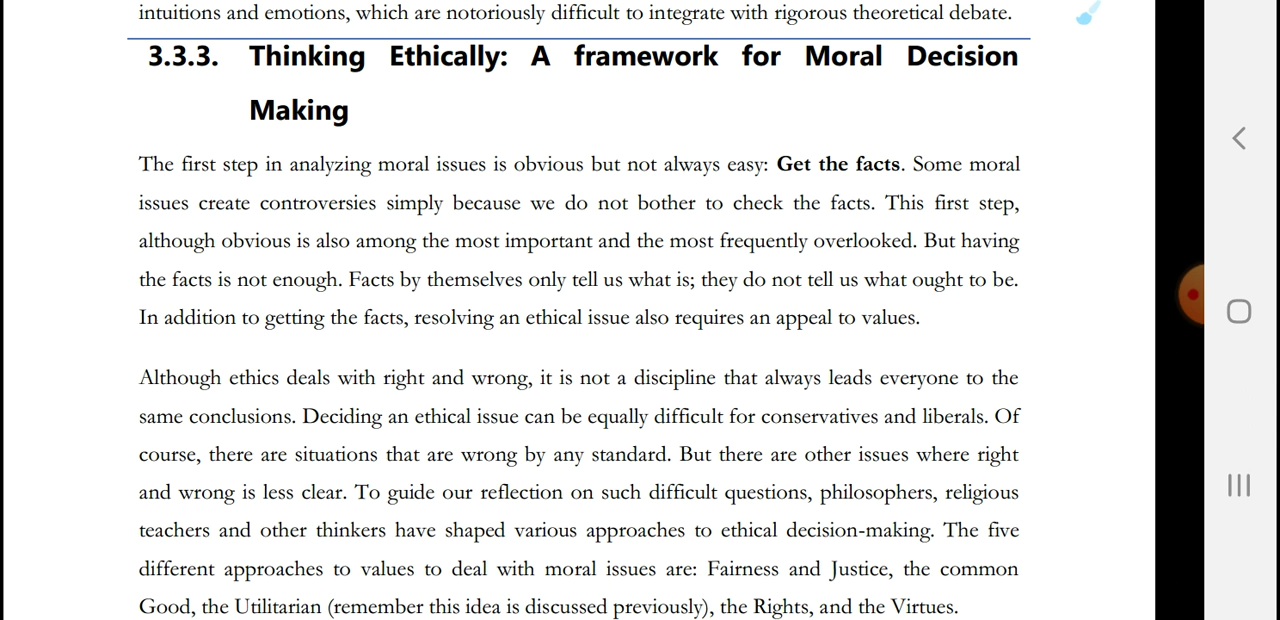 intuitions and emotions, which are notoriously difficult to integrate with rigorous theoretical debate.
3.3.3. Thinking Ethically: A framework for Moral Decision
Making
The first step in analyzing moral issues is obvious but not always easy: Get the facts. Some moral
issues create controversies simply because we do not bother to check the facts. This first step,
although obvious is also among the most important and the most frequently overlooked. But having
the facts is not enough. Facts by themselves only tell us what is; they do not tell us what ought to be.
In addition to getting the facts, resolving an ethical issue also requires an appeal to values.
Although ethics deals with right and wrong, it is not a discipline that always leads everyone to the
same conclusions. Deciding an ethical issue can be equally difficult for conservatives and liberals. Of
course, there are situations that are wrong by any standard. But there are other issues where right
and wrong is less clear. To guide our reflection on such difficult questions, philosophers, religious
teachers and other thinkers have shaped various approaches to ethical decision-making. The five
different approaches to values to deal with moral issues are: Fairness and Justice, the common
Good, the Utilitarian (remember this idea is discussed previously), the Rights, and the Virtues.